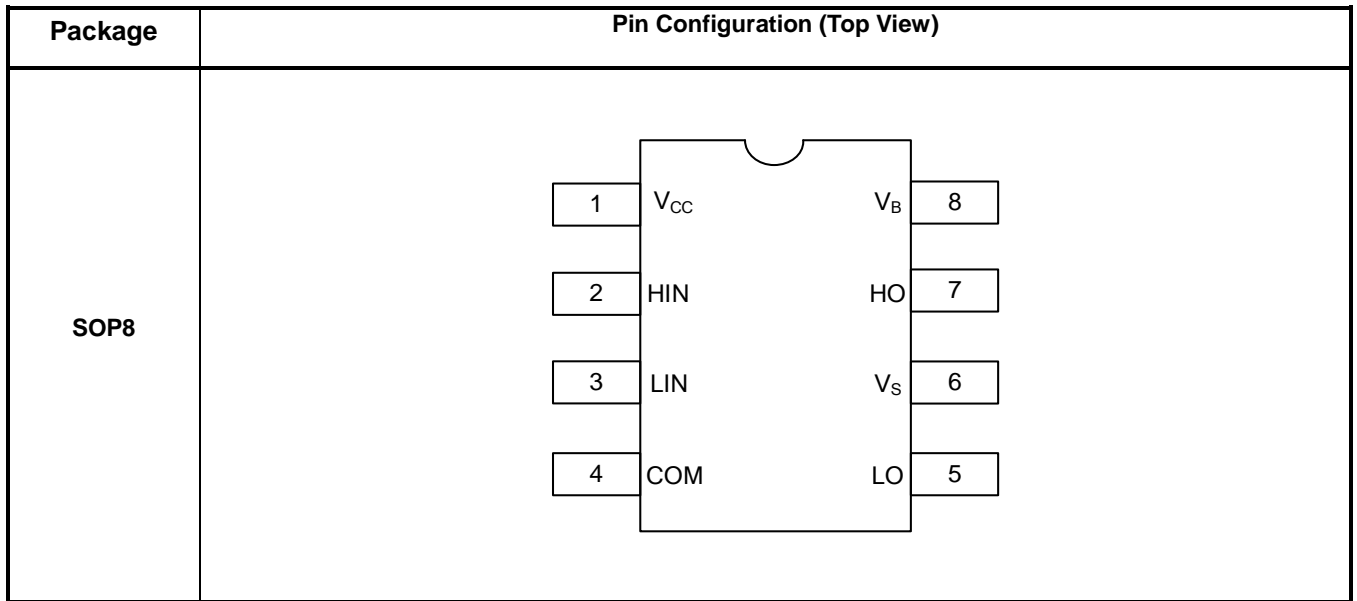 Package Pin Configuration (Top View)
SOP8
1 VCC VB 8
2 HIN HO 7
3 LIN VS 6
4 COM LO 5